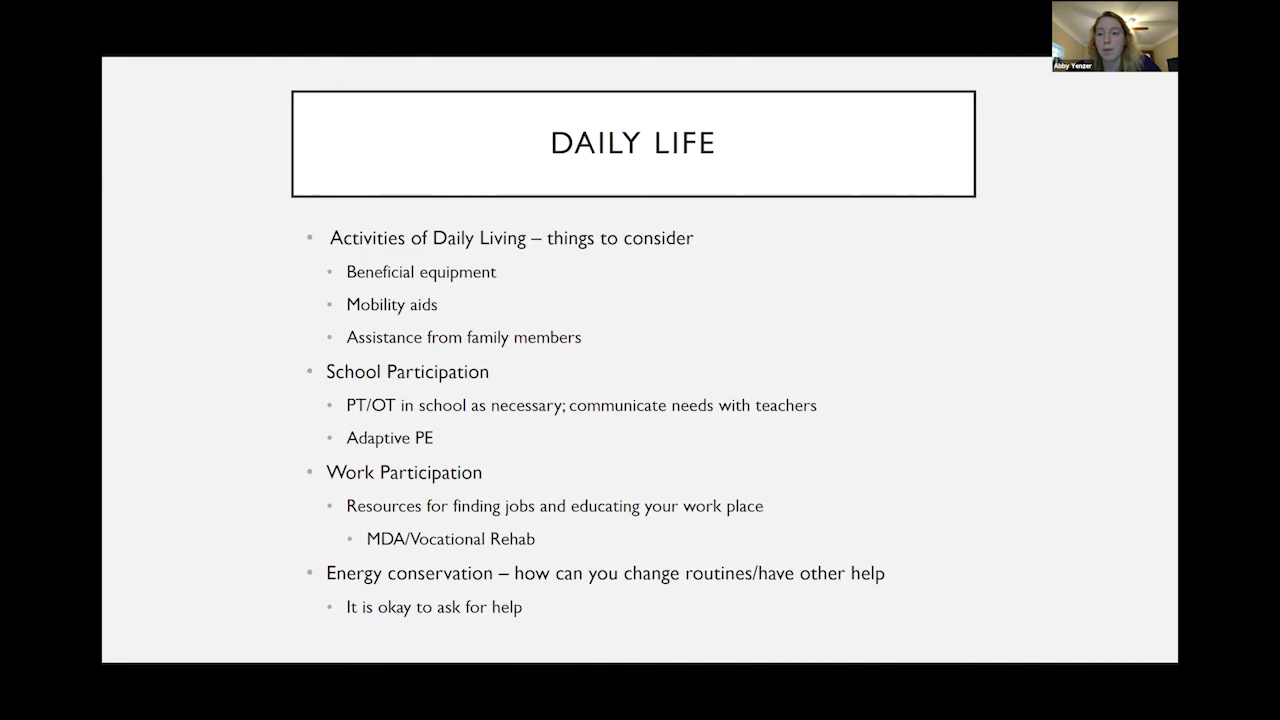 Abby Yenzer
DAILY LIFE
• Activities of Daily Living – things to consider
• Beneficial equipment
• Mobility aids
• Assistance from family members
• School Participation
• PT/OT in school as necessary; communicate needs with teachers
• Adaptive PE
• Work Participation
• Resources for finding jobs and educating your work place
• MDA/Vocational Rehab
• Energy conservation – how can you change routines/have other help
• It is okay to ask for help